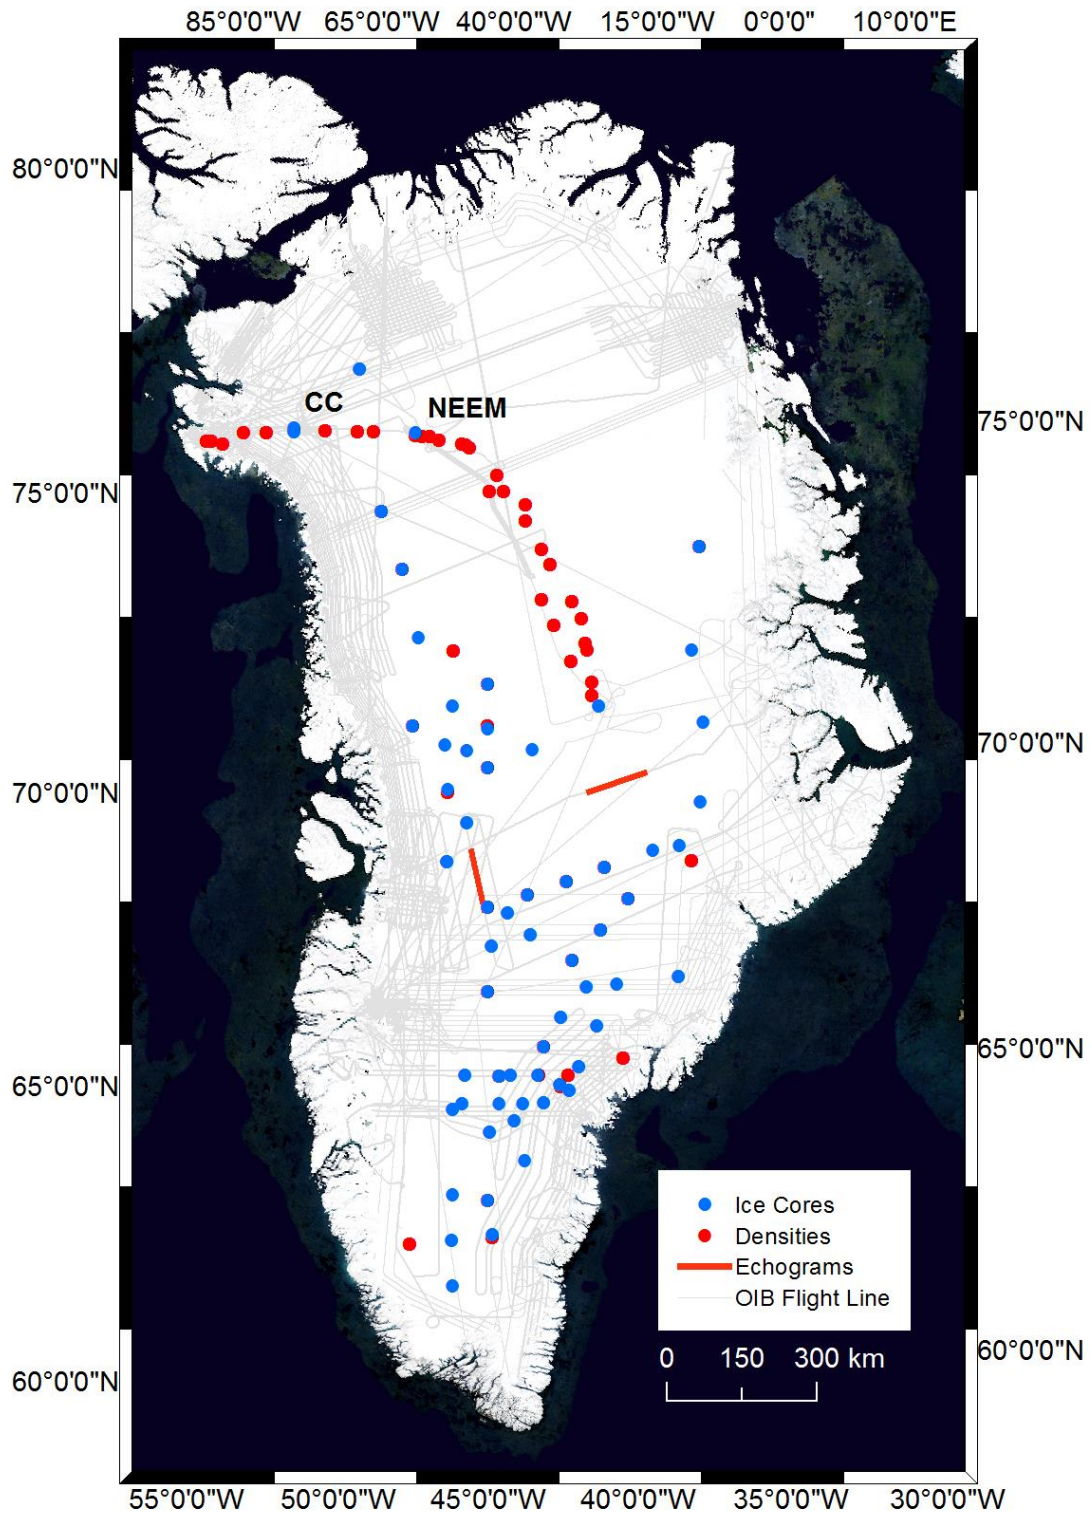 85°0'0"W 65°0'0"W 40°0'0"W 15°0'0"W 0°0'0" 10°0'0"E
80°0'0"N
CC
NEEM
75°0'0"N
75°0'0"N
70°0'0"N
70°0'0"N
65°0'0"N
65°0'0"N
Ice Cores
Densities
Echograms
OIB Flight Line
60°0'0"N
0 150 300 km
60°0'0"N
55°0'0"W 50°0'0"W 45°0'0"W 40°0'0"W 35°0'0"W 30°0'0"W